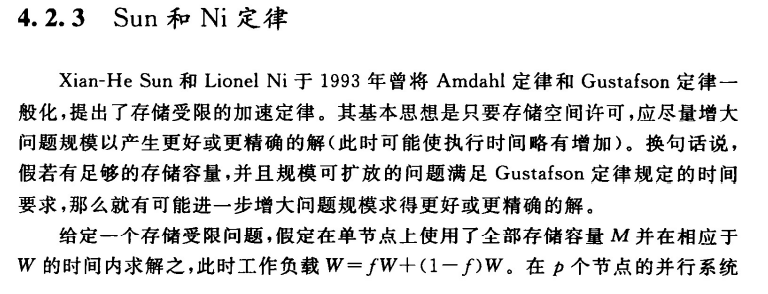 4.2.3 Sun 和 Ni 定律
Xian-He Sun 和 Lionel Ni 于 1993 年曾将 Amdahl 定律和 Gustafson 定律一
般化,提出了存储受限的加速定律。其基本思想是只要存储空间许可,应尽量增大
问题规模以产生更好或更精确的解(此时可能使执行时间略有增加)。换句话说,
假若有足够的存储容量,并且规模可扩放的问题满足 Gustafson 定律规定的时间
要求,那么就有可能进一步增大问题规模求得更好或更精确的解。
给定一个存储受限问题,假定在单节点上使用了全部存储容量 M 并在相应于
W 的时间内求解之,此时工作负载 W=fW+(1-f)W。在 p 个节点的并行系统